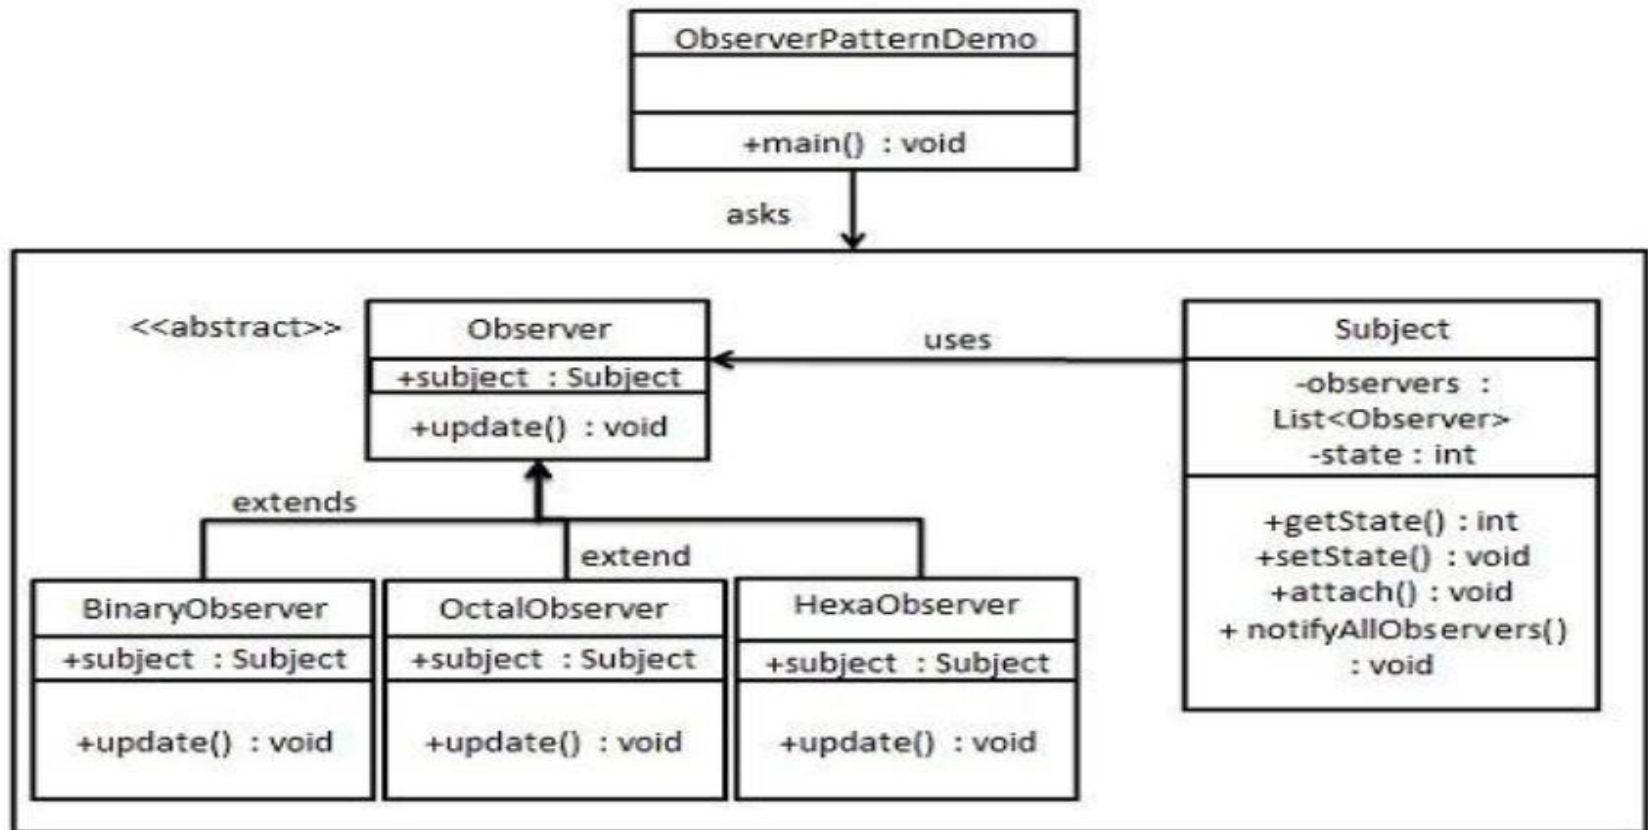 ObserverPatternDemo
+main() : void
asks
<<abstract>>
Observer
+subject : Subject
+update() : void
uses
Subject
-observers :
List<Observer>
-state : int
+getState() : int
+setState() : void
+attach() : void
+ notifyAllObservers()
: void
extends
extend
BinaryObserver
+subject : Subject
+update() : void
OctalObserver
+subject : Subject
+update() : void
HexaObserver
+subject : Subject
+update() : void